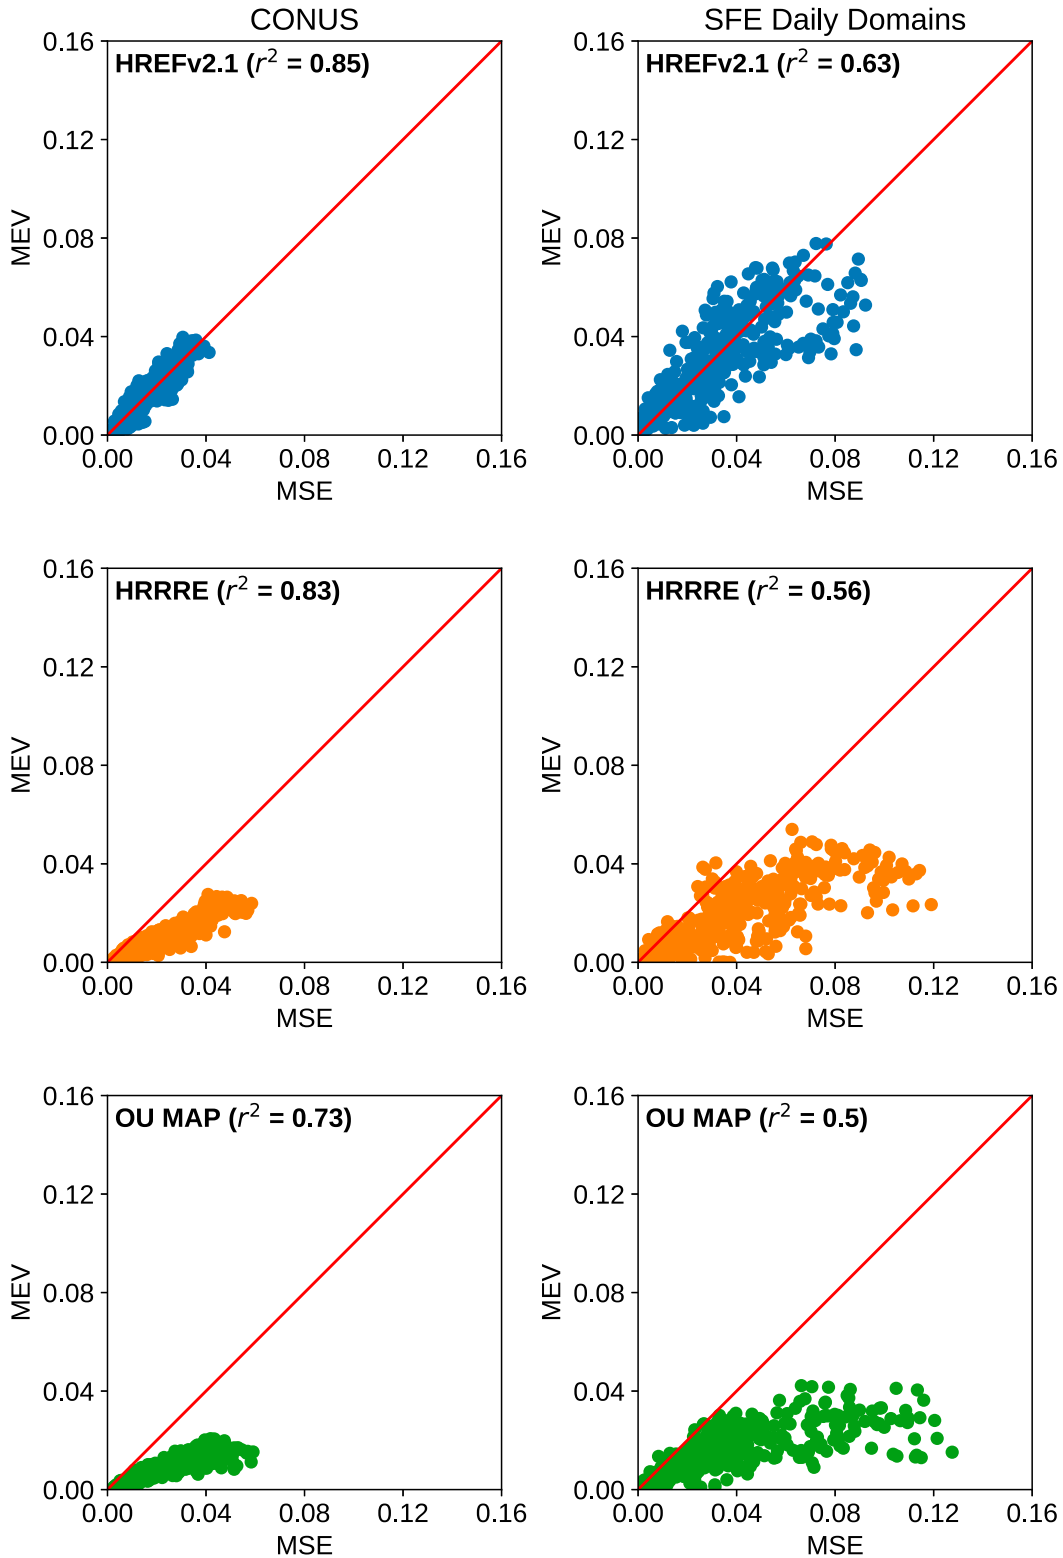 CONUS
SFE Daily Domains
HREFv2.1 (r² = 0.85)
0.16
0.12
0.08
0.04
0.00
MEV
0.00 0.04 0.08 0.12 0.16
MSE
HREFv2.1 (r² = 0.63)
0.16
0.12
0.08
0.04
0.00
MEV
0.00 0.04 0.08 0.12 0.16
MSE
HRRRE (r² = 0.83)
0.16
0.12
0.08
0.04
0.00
MEV
0.00 0.04 0.08 0.12 0.16
MSE
HRRRE (r² = 0.56)
0.16
0.12
0.08
0.04
0.00
MEV
0.00 0.04 0.08 0.12 0.16
MSE
OU MAP (r² = 0.73)
0.16
0.12
0.08
0.04
0.00
MEV
0.00 0.04 0.08 0.12 0.16
MSE
OU MAP (r² = 0.5)
0.16
0.12
0.08
0.04
0.00
MEV
0.00 0.04 0.08 0.12 0.16
MSE